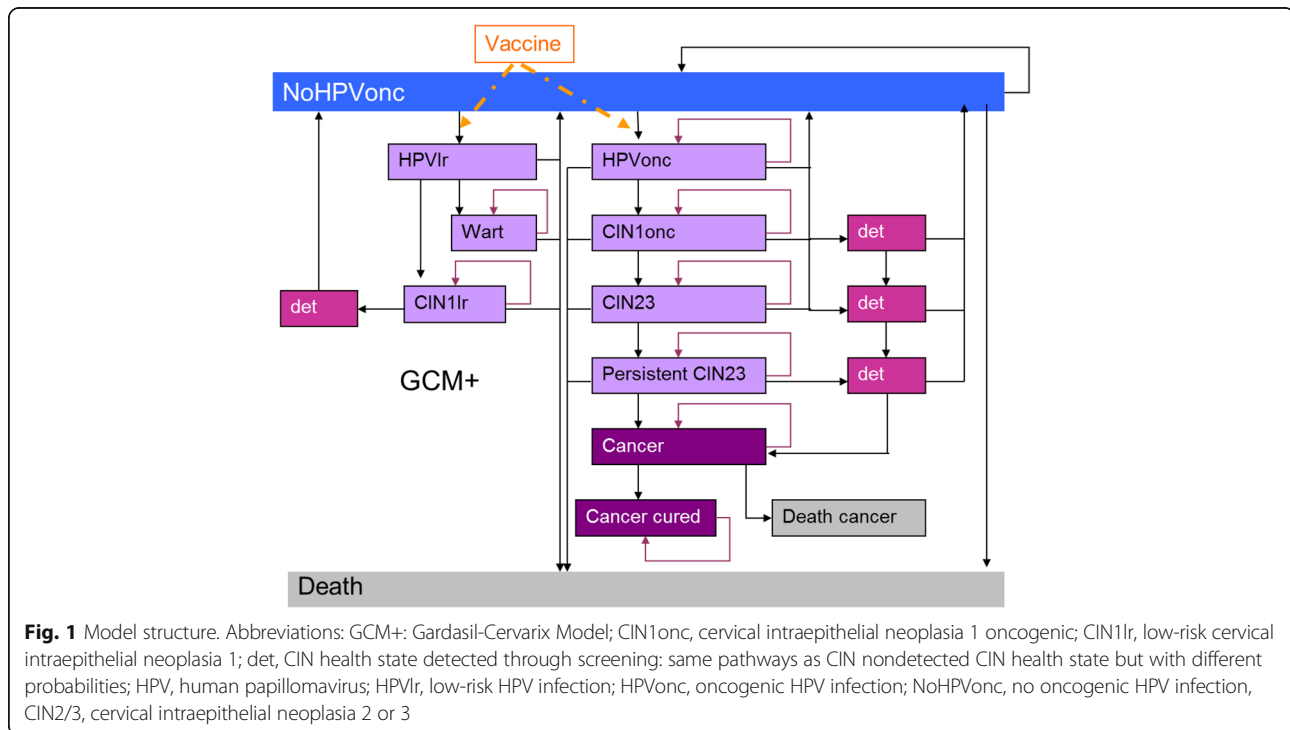 Vaccine
NoHPVonc
HPVlr
HPVonc
Wart
CIN1onc
det
det
CIN1lr
CIN23
det
GCM+
Persistent CIN23
det
Cancer
Cancer cured
Death cancer
Death
Fig. 1 Model structure. Abbreviations: GCM+: Gardasil-Cervarix Model; CIN1onc, cervical intraepithelial neoplasia 1 oncogenic; CIN1lr, low-risk cervical
intraepithelial neoplasia 1; det, CIN health state detected through screening: same pathways as CIN nondetected CIN health state but with different
probabilities; HPV, human papillomavirus; HPVlr, low-risk HPV infection; HPVonc, oncogenic HPV infection; NoHPVonc, no oncogenic HPV infection,
CIN2/3, cervical intraepithelial neoplasia 2 or 3